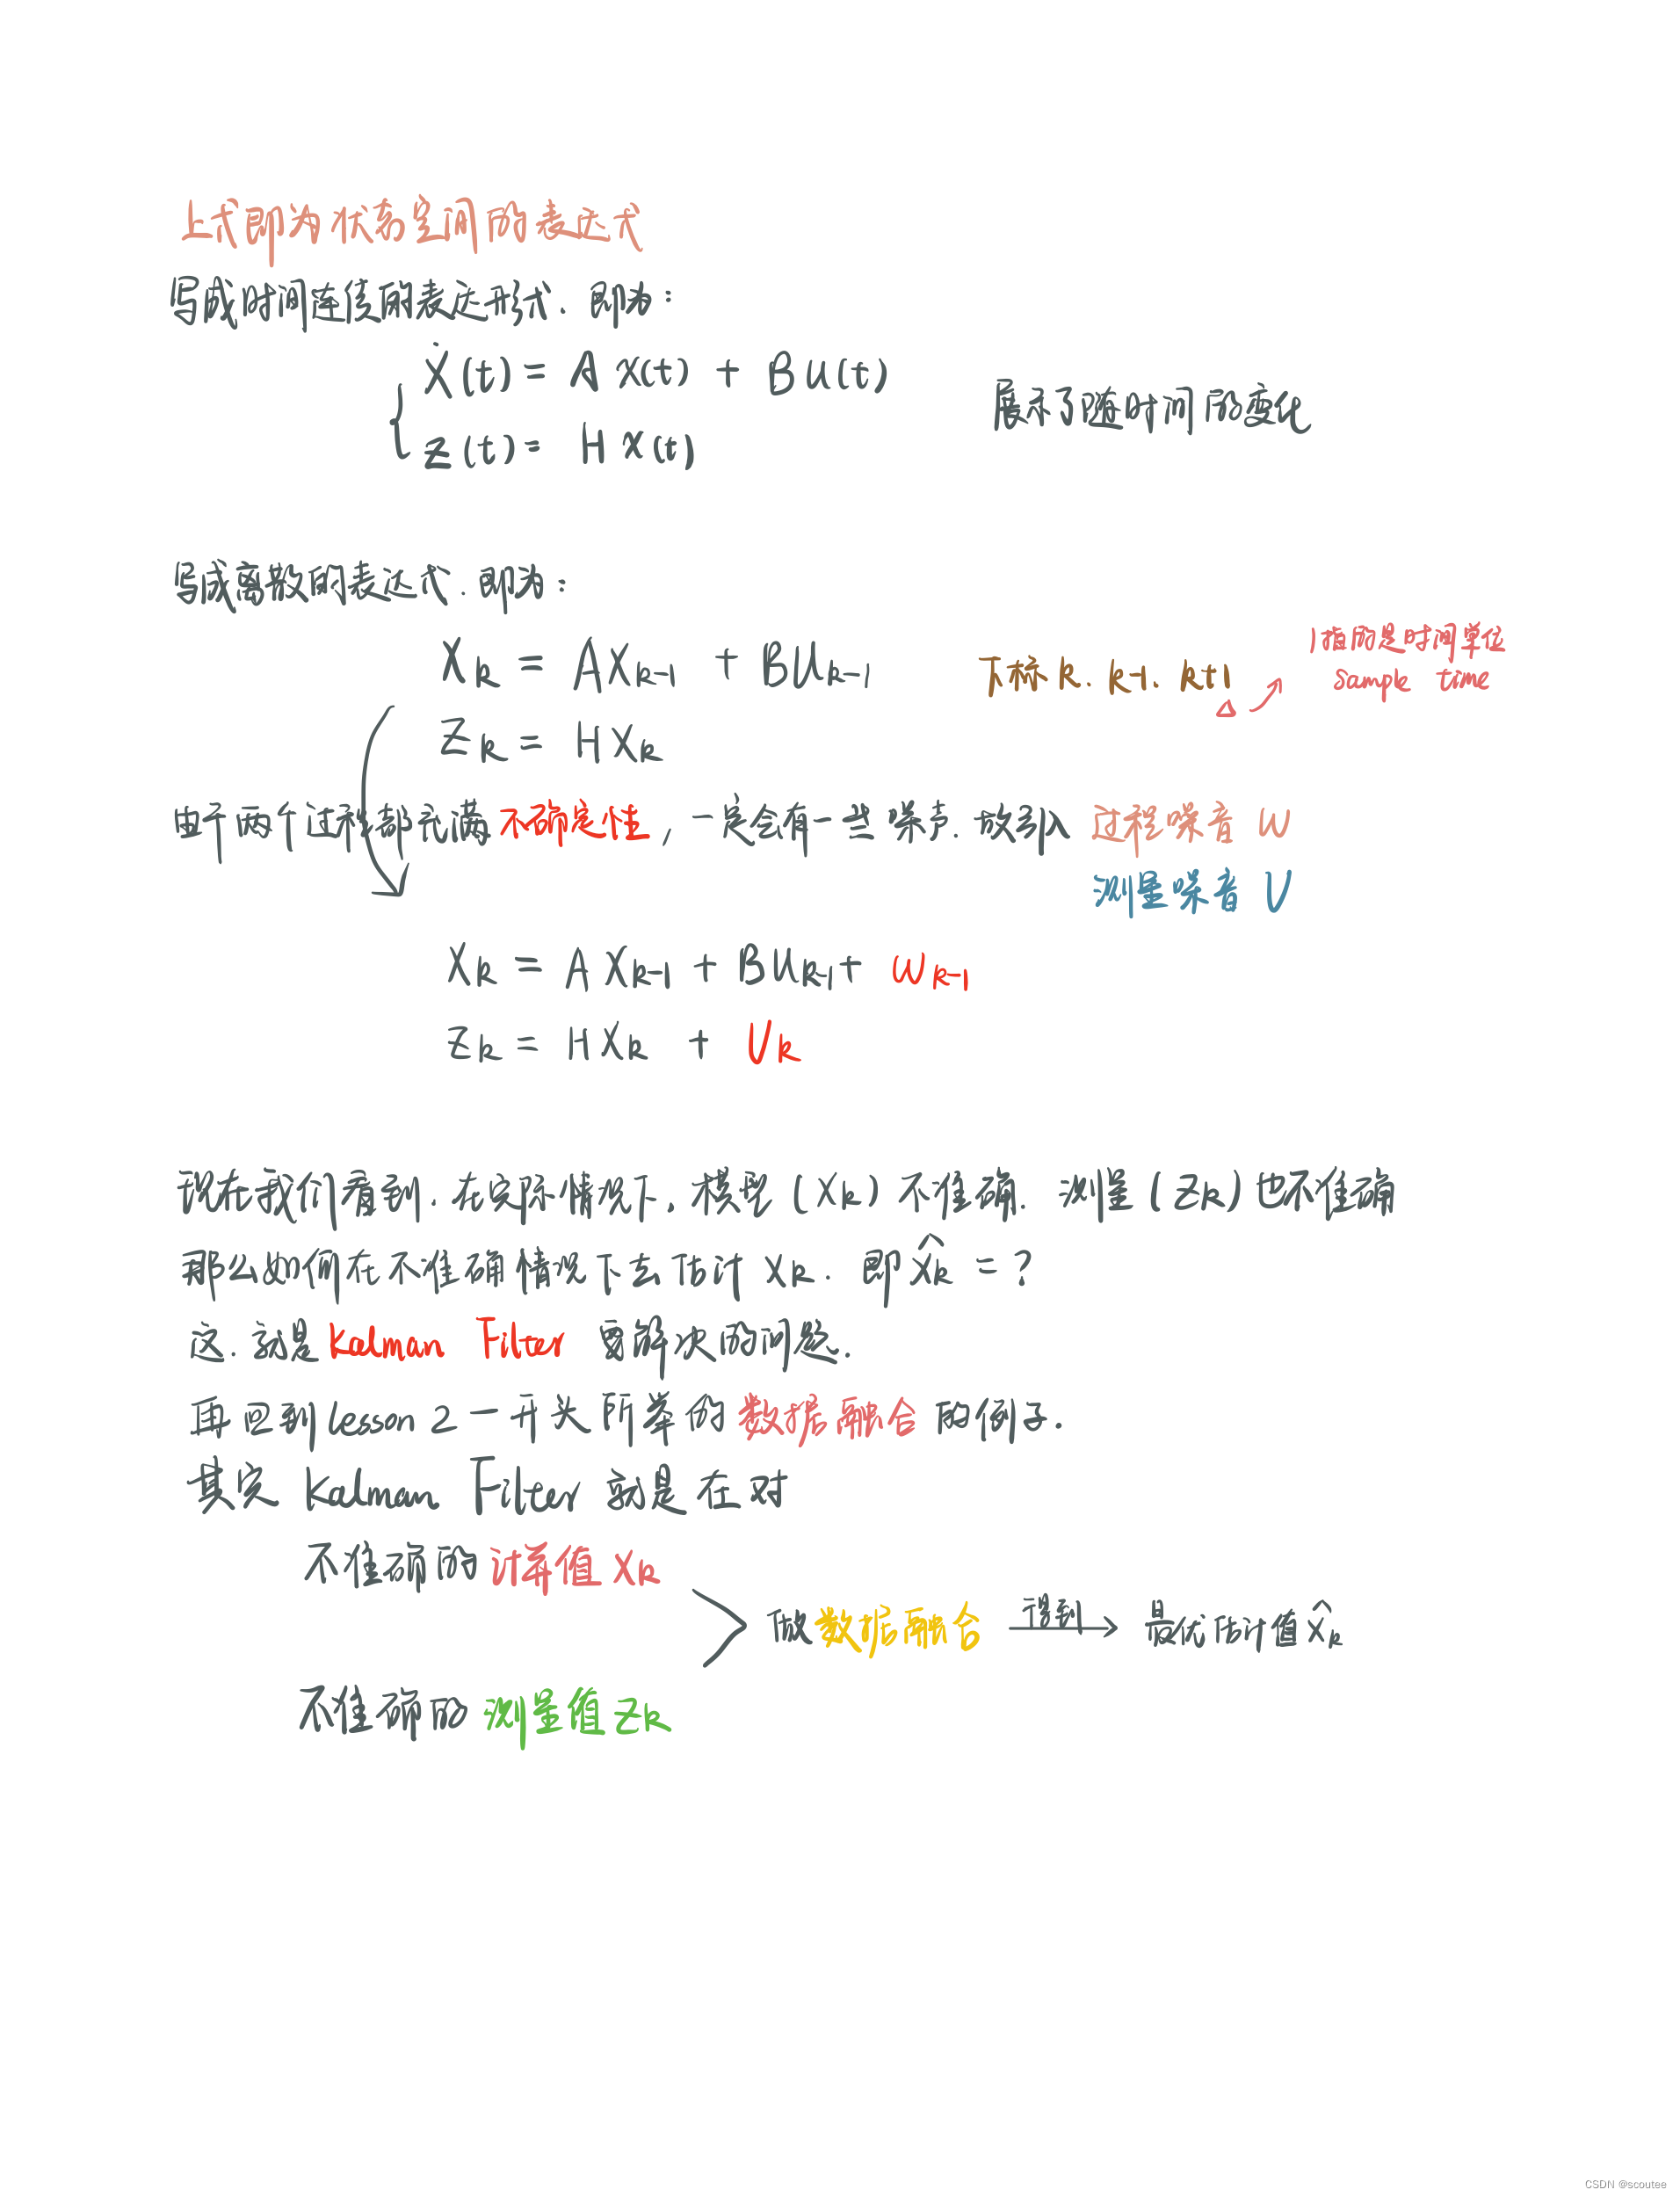 上式即为状态空间的表达式
写成时间连续的表达形式. 即为:
Ẋ(t) = A X(t) + B U(t)
Z(t) = H X(t)
展示了随时间的变化
写成离散的表达式. 即为:
X_k = A X_{k-1} + B U_{k-1}
下标 k. k-1. k+1
1指的是时间单位
Sample time
Z_k = H X_k
由于两个过程都充满不确定性, 一定会有一些噪声. 故引入 过程噪音 W
测量噪音 V
X_k = A X_{k-1} + B U_{k-1} + W_{k-1}
Z_k = H X_k + V_k
现在我们看到. 在实际情况下, 模型 (X_k) 不准确. 测量 (Z_k) 也不准确
那么如何在不准确情况下去估计 X_k. 即 X̂_k = ?
这. 就是 Kalman Filter 要解决的问题.
再回到 lesson 2 一开头所举的数据融合的例子.
其实 Kalman Filter 就是在对
不准确的计算值 X_k
做数据融合 得到→ 最优估计值 X̂_k
不准确的测量值 Z_k
CSDN @scoutee